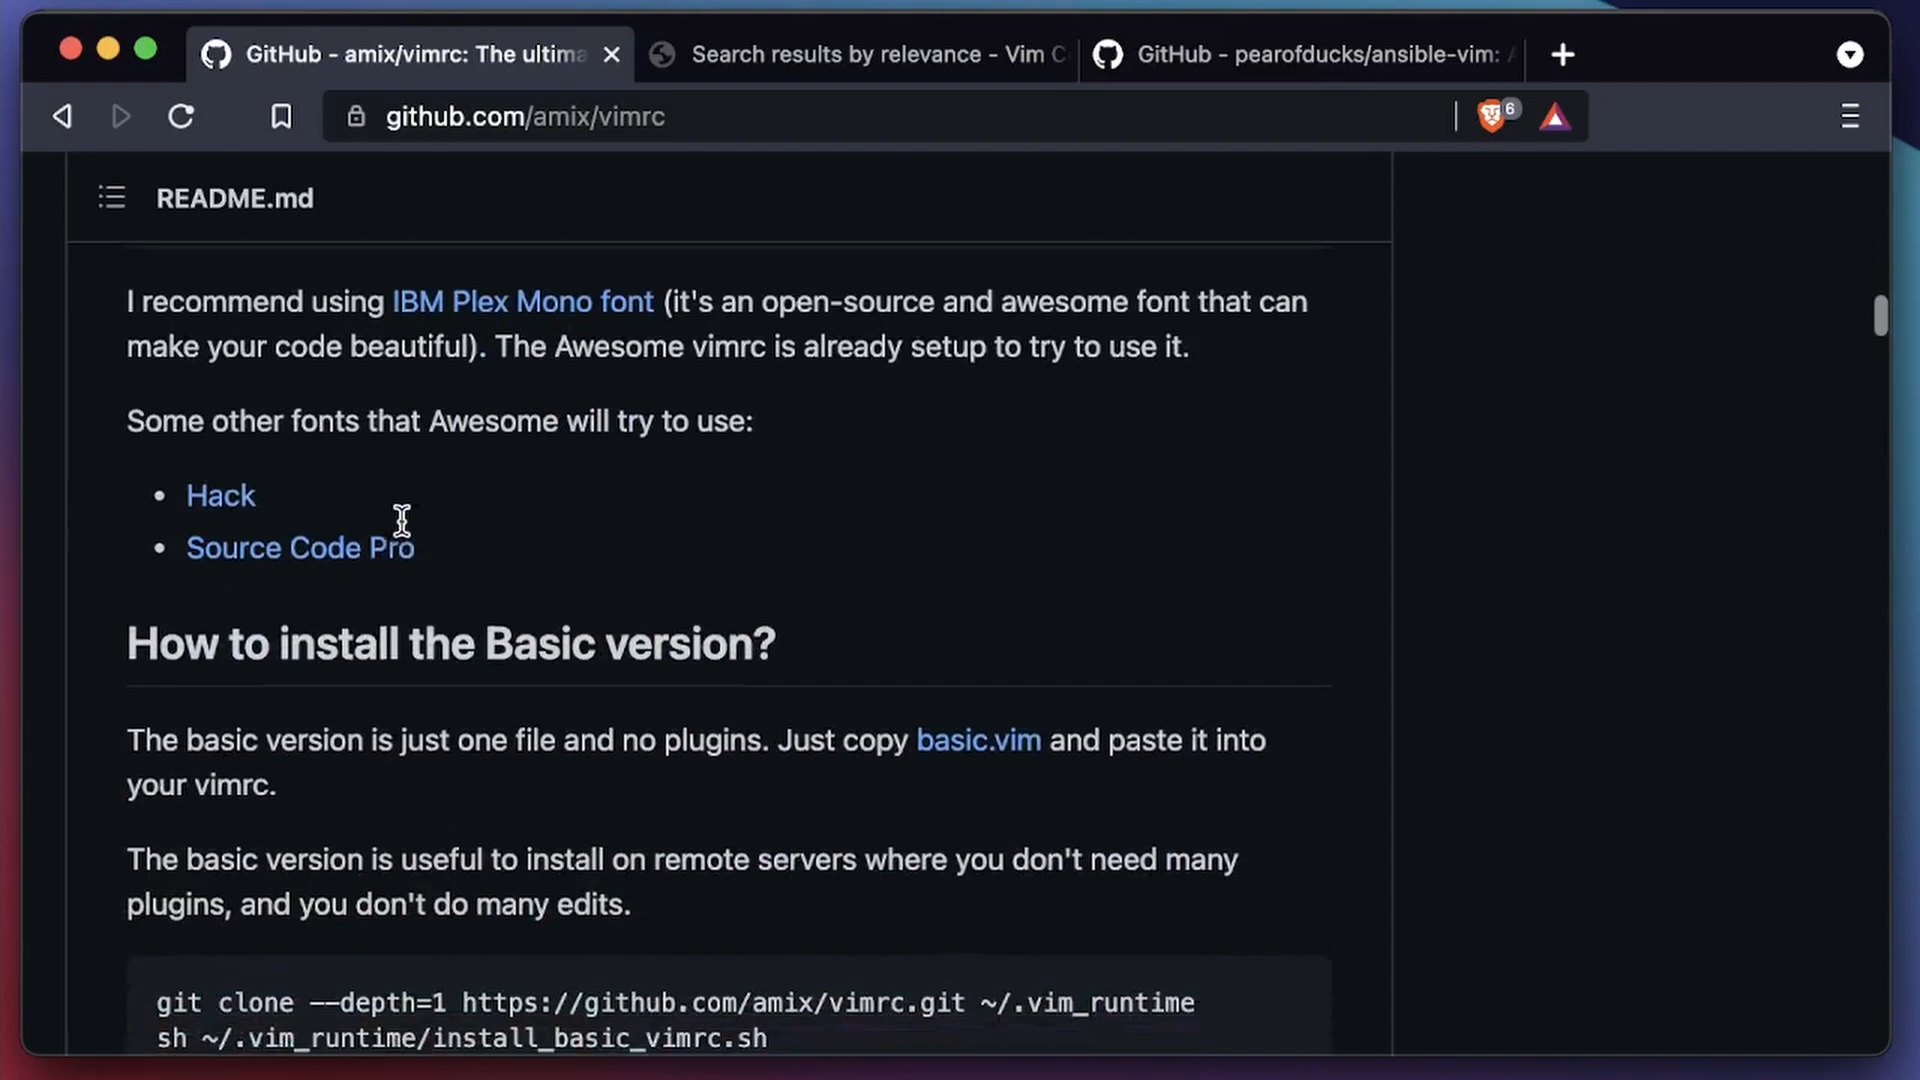 GitHub - amix/vimrc: The ultima
Search results by relevance - Vim C
GitHub - pearofducks/ansible-vim: A
github.com/amix/vimrc
6
README.md
I recommend using IBM Plex Mono font (it's an open-source and awesome font that can
make your code beautiful). The Awesome vimrc is already setup to try to use it.
Some other fonts that Awesome will try to use:
Hack
Source Code Pro
How to install the Basic version?
The basic version is just one file and no plugins. Just copy basic.vim and paste it into
your vimrc.
The basic version is useful to install on remote servers where you don't need many
plugins, and you don't do many edits.
git clone --depth=1 https://github.com/amix/vimrc.git ~/.vim_runtime
sh ~/.vim_runtime/install_basic_vimrc.sh